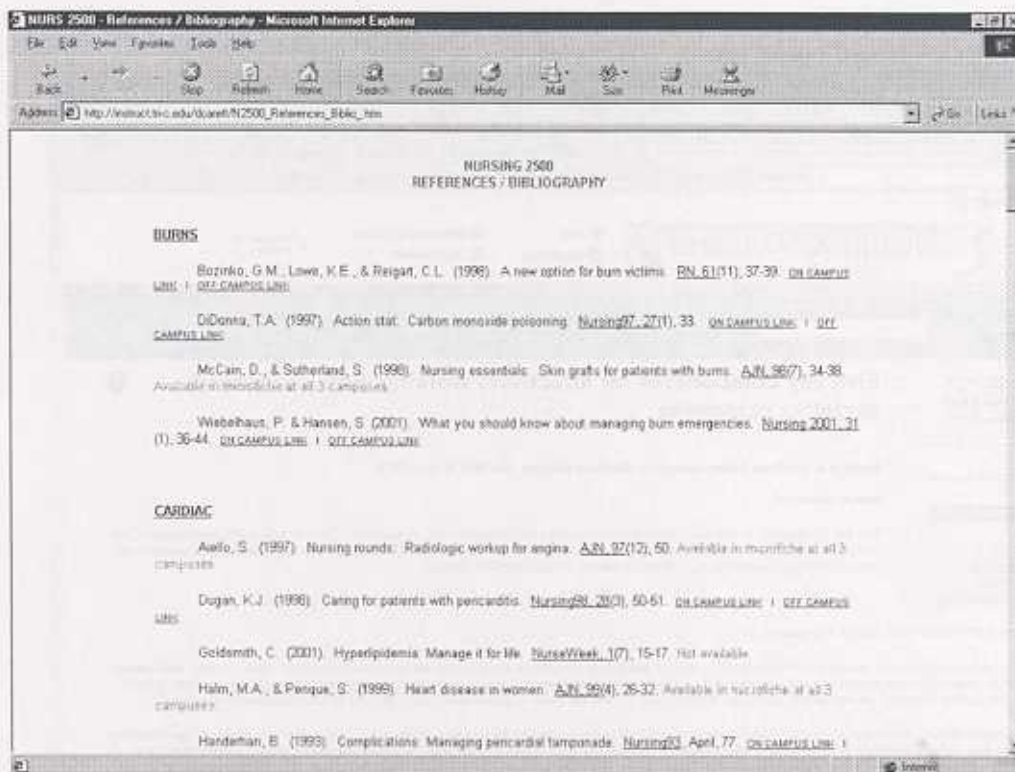 NURS 2500 - References / Bibliography - Microsoft Internet Explorer
File Edit View Favorites Tools Help
Back Stop Refresh Home Search Favorites History Mail Size Print Messenger
Address Go Links
NURSING 2500
REFERENCES / BIBLIOGRAPHY
BURNS
Bozinko, G.M., Lowe, K.E., & Reigart, C.L. (1998). A new option for burn victims. RN, 61(11), 37-39. ON CAMPUS
LINK | OFF CAMPUS LINK
DiDonna, T.A. (1997). Action stat: Carbon monoxide poisoning. Nursing97, 27(1), 33. ON CAMPUS LINK | OFF
CAMPUS LINK
McCain, D., & Sutherland, S. (1998). Nursing essentials: Skin grafts for patients with burns. AJN, 98(7), 34-38.
Available in microfiche at all 3 campuses
Wiebelhaus, P. & Hansen, S. (2001). What you should know about managing burn emergencies. Nursing 2001, 31
(1), 36-44. ON CAMPUS LINK | OFF CAMPUS LINK
CARDIAC
Aiello, S. (1997). Nursing rounds: Radiologic workup for angina. AJN, 97(12), 50. Available in microfiche at all 3
campuses
Dugan, K.J. (1998). Caring for patients with pericarditis. Nursing98, 28(3), 50-51. ON CAMPUS LINK | OFF CAMPUS
LINK
Goldsmith, C. (2001). Hyperlipidemia: Manage it for life. NurseWeek, 1(7), 15-17. Not available
Halm, M.A., & Penque, S. (1999). Heart disease in women. AJN, 99(4), 26-32. Available in microfiche at all 3
campuses
Handerhan, B. (1993). Complications: Managing pericardial tamponade. Nursing93, April, 77. ON CAMPUS LINK |
Internet